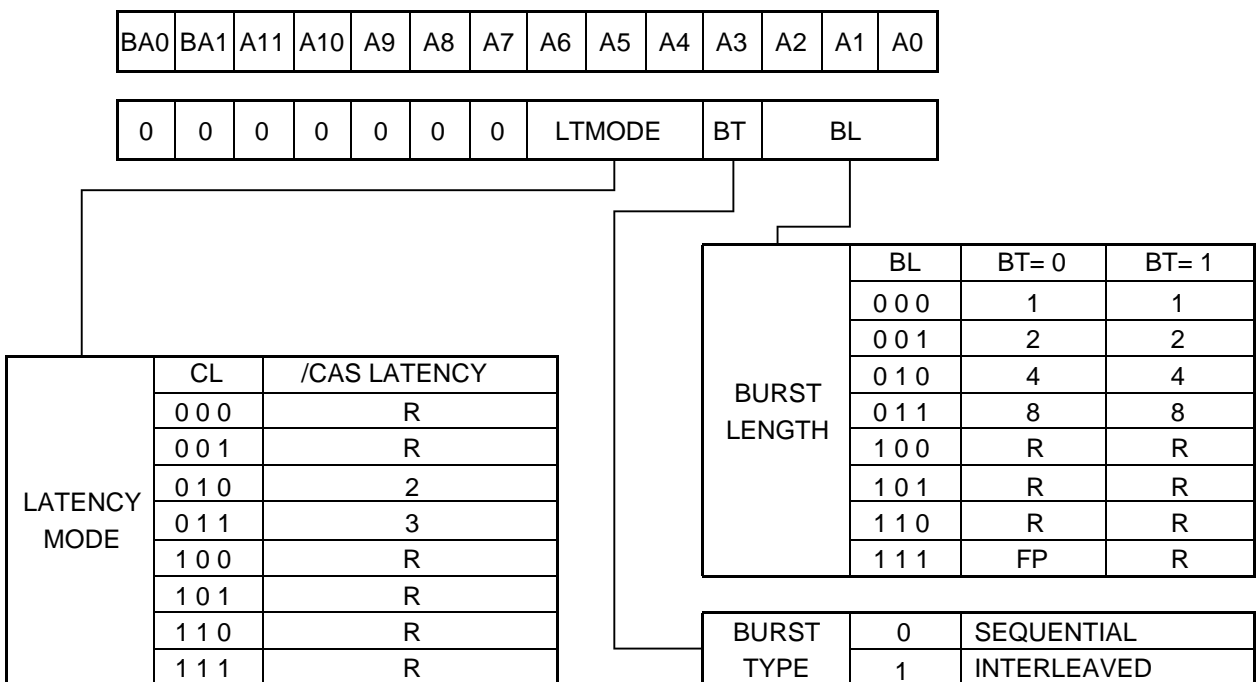 BA0 BA1 A11 A10 A9 A8 A7 A6 A5 A4 A3 A2 A1 A0
0 0 0 0 0 0 0 LTMODE BT BL
LATENCY
MODE
CL /CAS LATENCY
0 0 0 R
0 0 1 R
0 1 0 2
0 1 1 3
1 0 0 R
1 0 1 R
1 1 0 R
1 1 1 R
BURST
LENGTH
BL BT= 0 BT= 1
0 0 0 1 1
0 0 1 2 2
0 1 0 4 4
0 1 1 8 8
1 0 0 R R
1 0 1 R R
1 1 0 R R
1 1 1 FP R
BURST
TYPE
0 SEQUENTIAL
1 INTERLEAVED